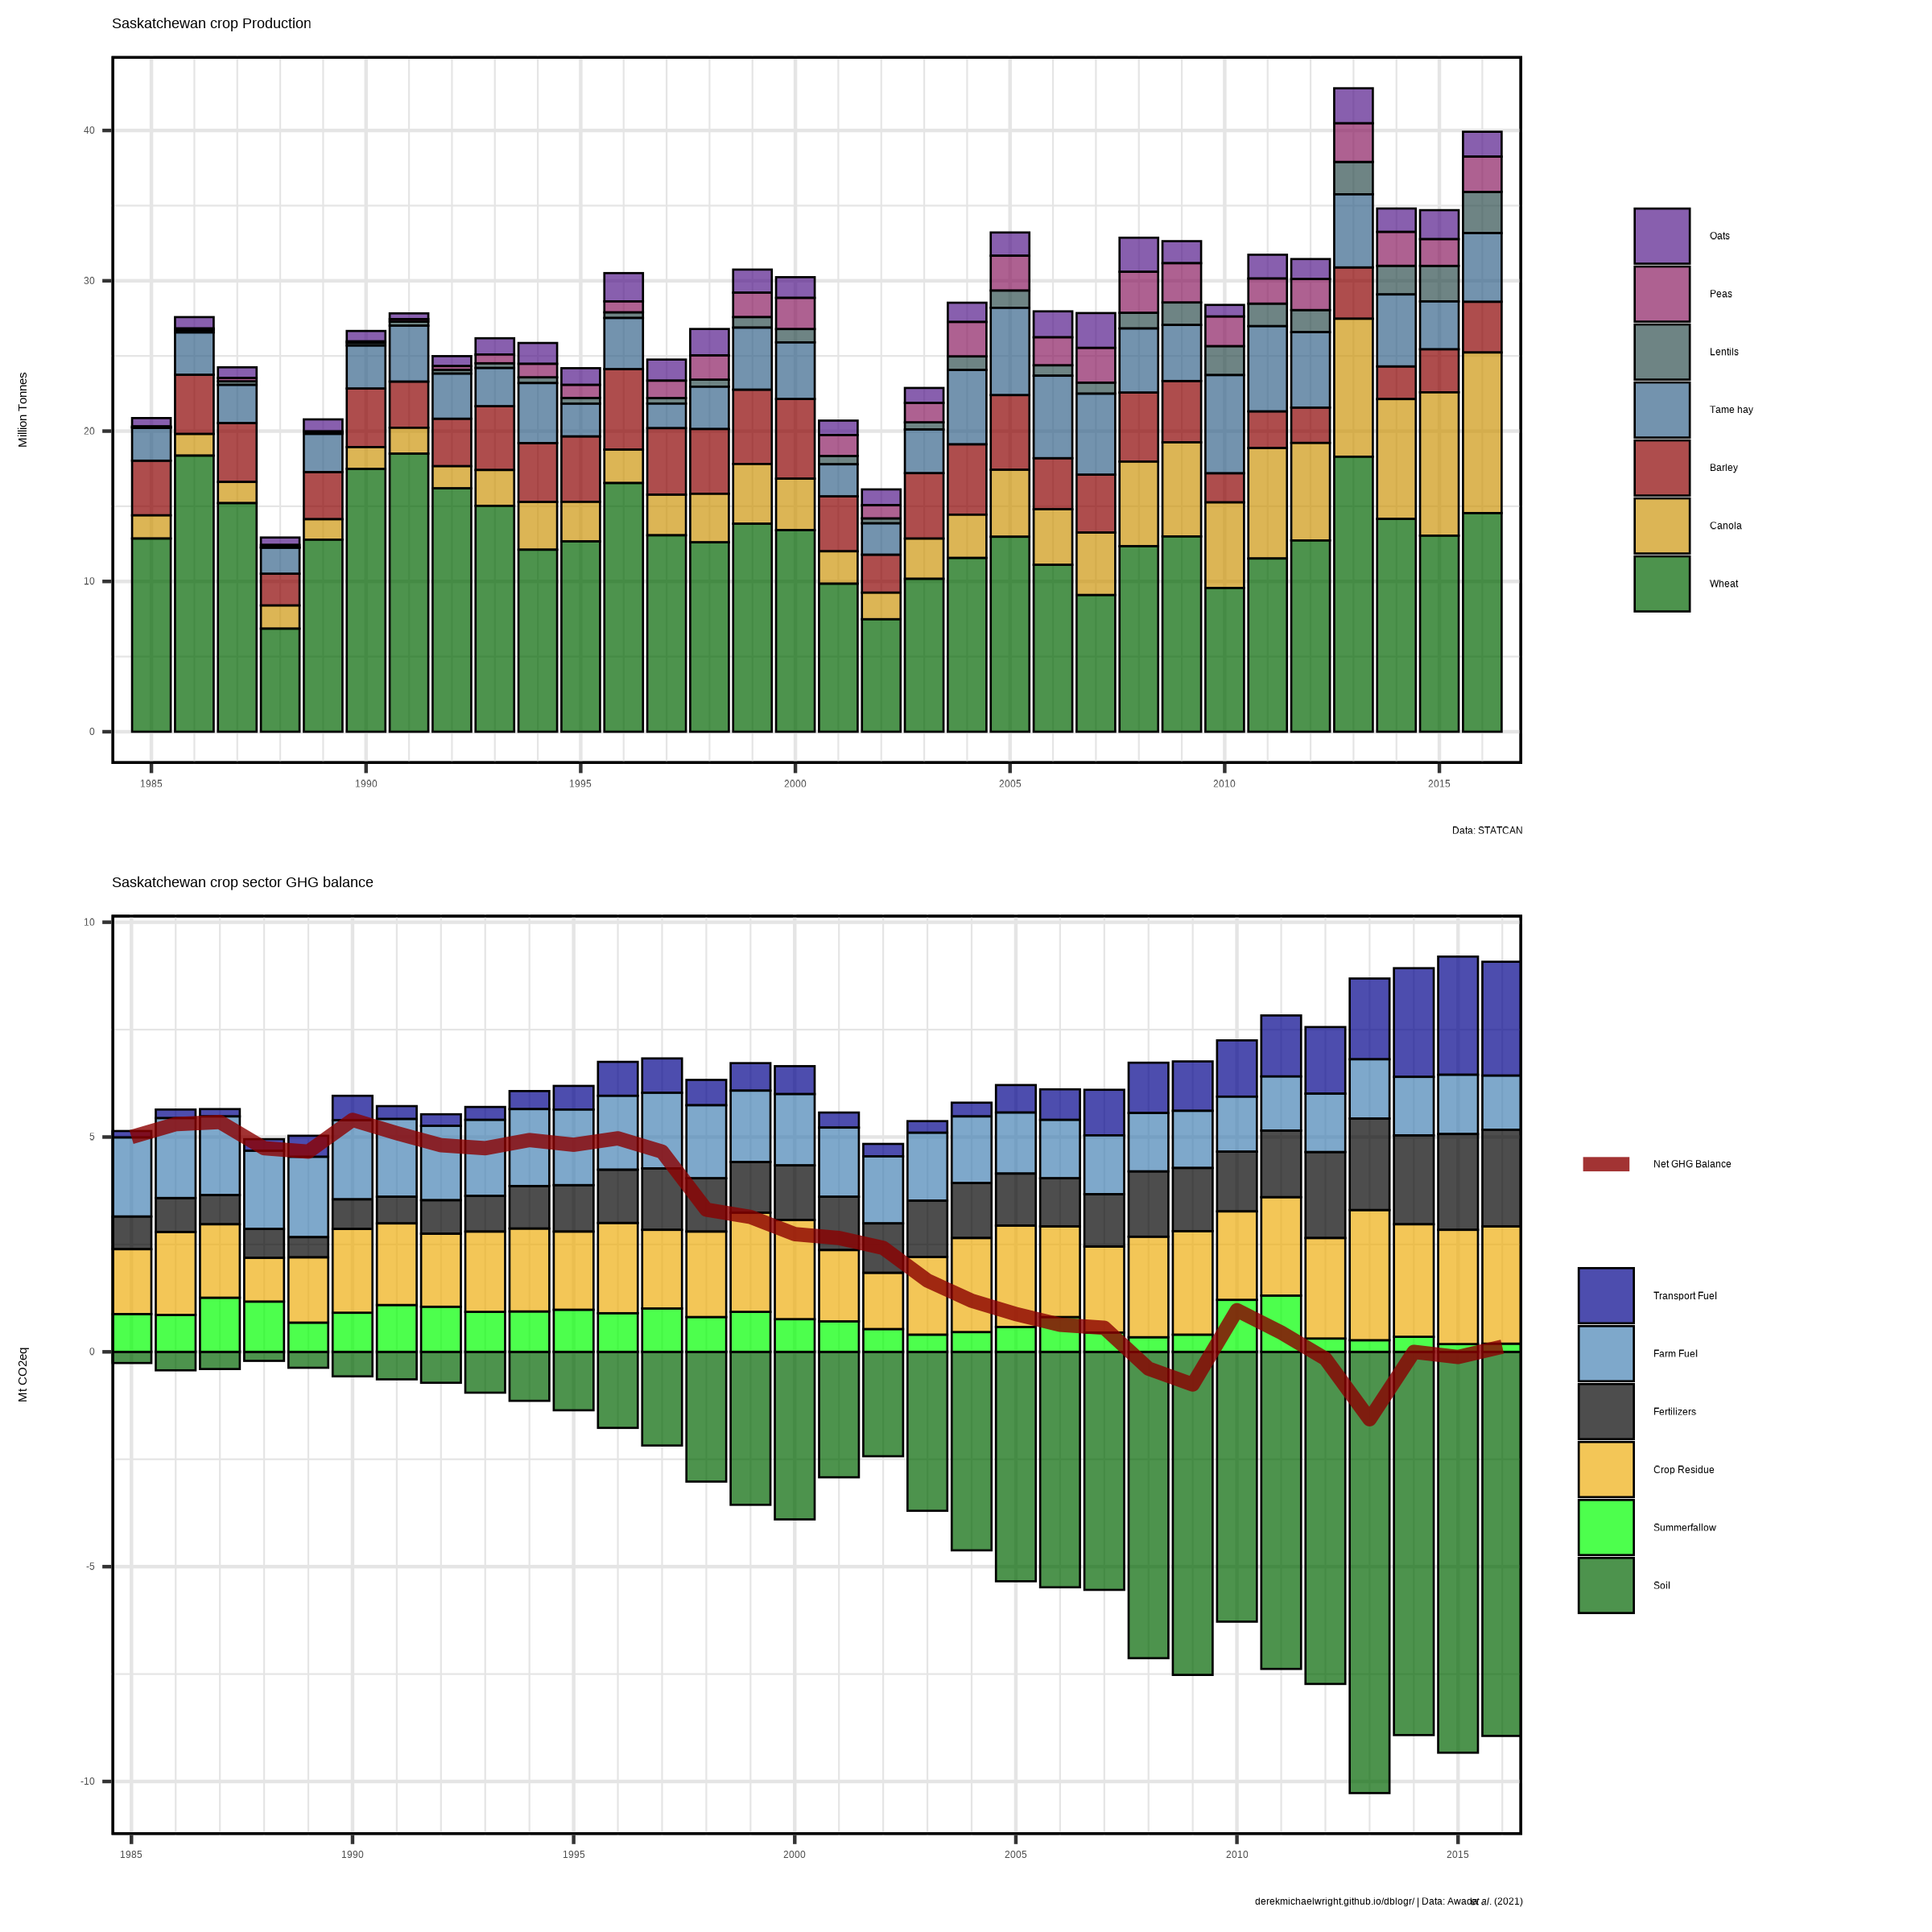 Saskatchewan crop Production
Million Tonnes
40
30
20
10
0
1985 1990 1995 2000 2005 2010 2015
Oats
Peas
Lentils
Tame hay
Barley
Canola
Wheat
Data: STATCAN
Saskatchewan crop sector GHG balance
Mt CO2eq
10
5
0
-5
-10
1985 1990 1995 2000 2005 2010 2015
Net GHG Balance
Transport Fuel
Farm Fuel
Fertilizers
Crop Residue
Summerfallow
Soil
derekmichaelwright.github.io/dblogr/ | Data: Awada et al. (2021)